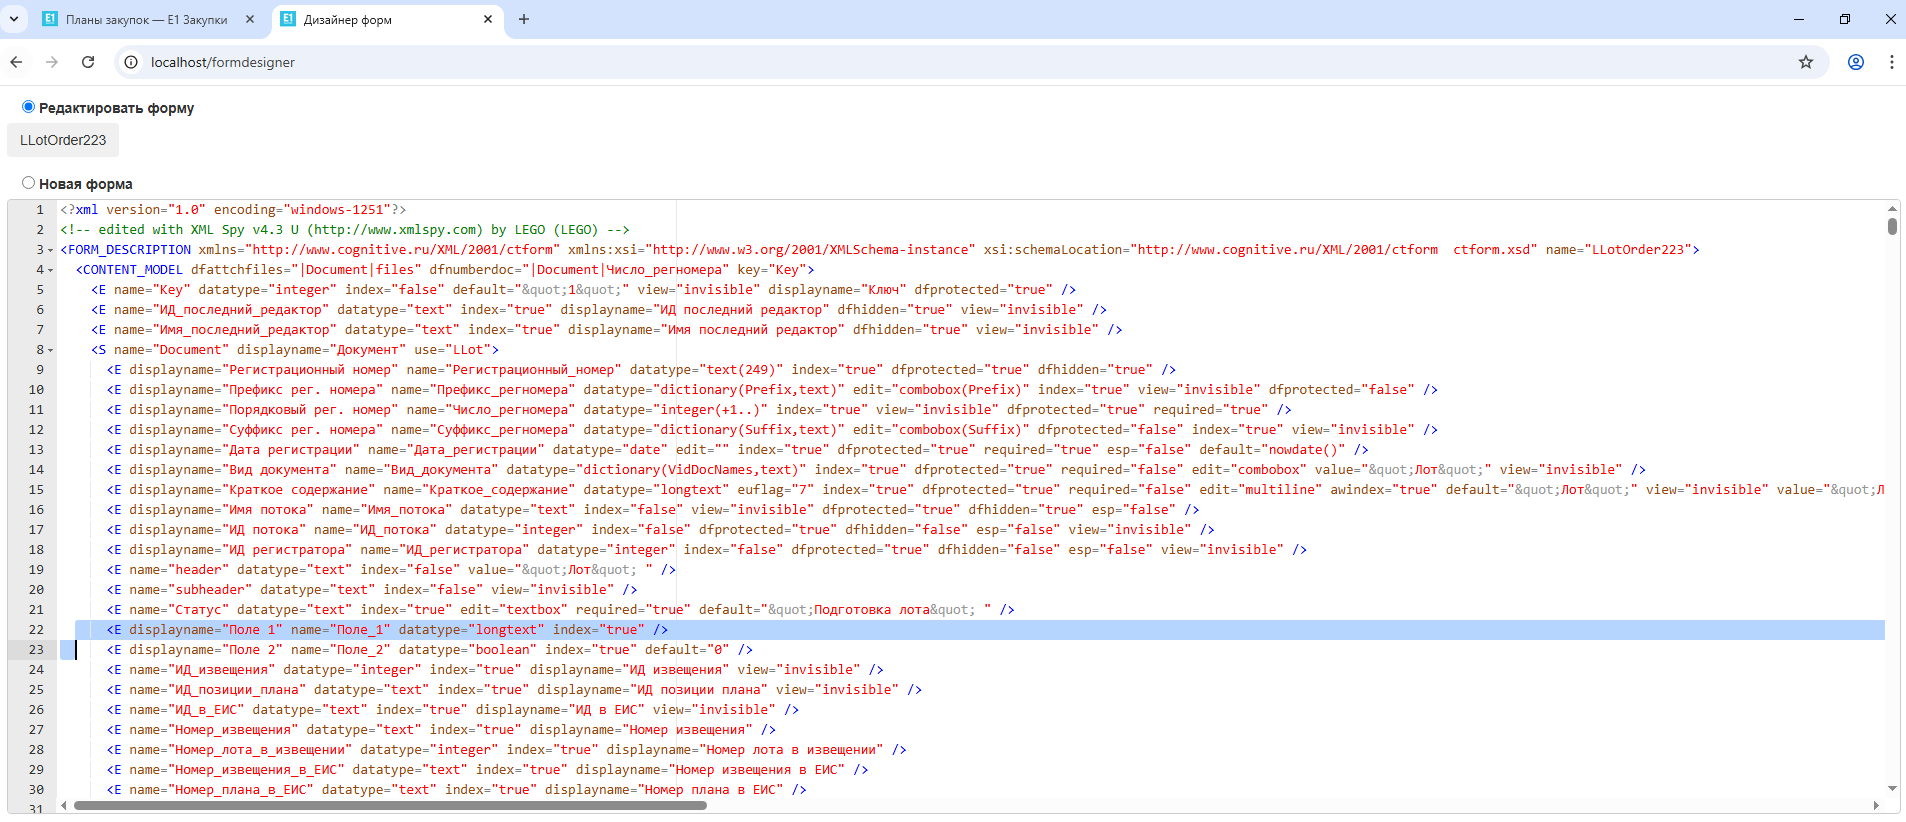 Планы закупок — E1 Закупки
Дизайнер форм
localhost/formdesigner
Редактировать форму
LLotOrder223
Новая форма
1 <?xml version="1.0" encoding="windows-1251"?>
2 <!-- edited with XML Spy v4.3 U (http://www.xmlspy.com) by LEGO (LEGO) -->
3 <FORM_DESCRIPTION xmlns="http://www.cognitive.ru/XML/2001/ctform" xmlns:xsi="http://www.w3.org/2001/XMLSchema-instance" xsi:schemaLocation="http://www.cognitive.ru/XML/2001/ctform  ctform.xsd" name="LLotOrder223">
4 <CONTENT_MODEL dfattchfiles="|Document|files" dfnumberdoc="|Document|Число_регномера" key="Key">
5 <E name="Key" datatype="integer" index="false" default="&quot;1&quot;" view="invisible" displayname="Ключ" dfprotected="true" />
6 <E name="ИД_последний_редактор" datatype="text" index="true" displayname="ИД последний редактор" dfhidden="true" view="invisible" />
7 <E name="Имя_последний_редактор" datatype="text" index="true" displayname="Имя последний редактор" dfhidden="true" view="invisible" />
8 <S name="Document" displayname="Документ" use="LLot">
9 <E displayname="Регистрационный номер" name="Регистрационный_номер" datatype="text(249)" index="true" dfprotected="true" dfhidden="true" />
10 <E displayname="Префикс рег. номера" name="Префикс_регномера" datatype="dictionary(Prefix,text)" edit="combobox(Prefix)" index="true" view="invisible" dfprotected="false" />
11 <E displayname="Порядковый рег. номер" name="Число_регномера" datatype="integer(+1..)" index="true" view="invisible" dfprotected="true" required="true" />
12 <E displayname="Суффикс рег. номера" name="Суффикс_регномера" datatype="dictionary(Suffix,text)" edit="combobox(Suffix)" dfprotected="false" index="true" view="invisible" />
13 <E displayname="Дата регистрации" name="Дата_регистрации" datatype="date" edit="" index="true" dfprotected="true" required="true" esp="false" default="nowdate()" />
14 <E displayname="Вид документа" name="Вид_документа" datatype="dictionary(VidDocNames,text)" index="true" dfprotected="true" required="false" edit="combobox" value="&quot;Лот&quot;" view="invisible" />
15 <E displayname="Краткое содержание" name="Краткое_содержание" datatype="longtext" euflag="7" index="true" dfprotected="true" required="false" edit="multiline" awindex="true" default="&quot;Лот&quot;" view="invisible" value="&quot;Л
16 <E displayname="Имя потока" name="Имя_потока" datatype="text" index="false" view="invisible" dfprotected="true" dfhidden="true" esp="false" />
17 <E displayname="ИД потока" name="ИД_потока" datatype="integer" index="false" dfprotected="true" dfhidden="false" esp="false" view="invisible" />
18 <E displayname="ИД регистратора" name="ИД_регистратора" datatype="integer" index="false" dfprotected="true" dfhidden="false" esp="false" view="invisible" />
19 <E name="header" datatype="text" index="false" value="&quot;Лот&quot; " />
20 <E name="subheader" datatype="text" index="false" view="invisible" />
21 <E name="Статус" datatype="text" index="true" edit="textbox" required="true" default="&quot;Подготовка лота&quot; " />
22 <E displayname="Поле 1" name="Поле_1" datatype="longtext" index="true" />
23 <E displayname="Поле 2" name="Поле_2" datatype="boolean" index="true" default="0" />
24 <E name="ИД_извещения" datatype="integer" index="true" displayname="ИД извещения" view="invisible" />
25 <E name="ИД_позиции_плана" datatype="text" index="true" displayname="ИД позиции плана" view="invisible" />
26 <E name="ИД_в_ЕИС" datatype="text" index="true" displayname="ИД в ЕИС" view="invisible" />
27 <E name="Номер_извещения" datatype="text" index="true" displayname="Номер извещения" />
28 <E name="Номер_лота_в_извещении" datatype="integer" index="true" displayname="Номер лота в извещении" />
29 <E name="Номер_извещения_в_ЕИС" datatype="text" index="true" displayname="Номер извещения в ЕИС" />
30 <E name="Номер_плана_в_ЕИС" datatype="text" index="true" displayname="Номер плана в ЕИС" />
31